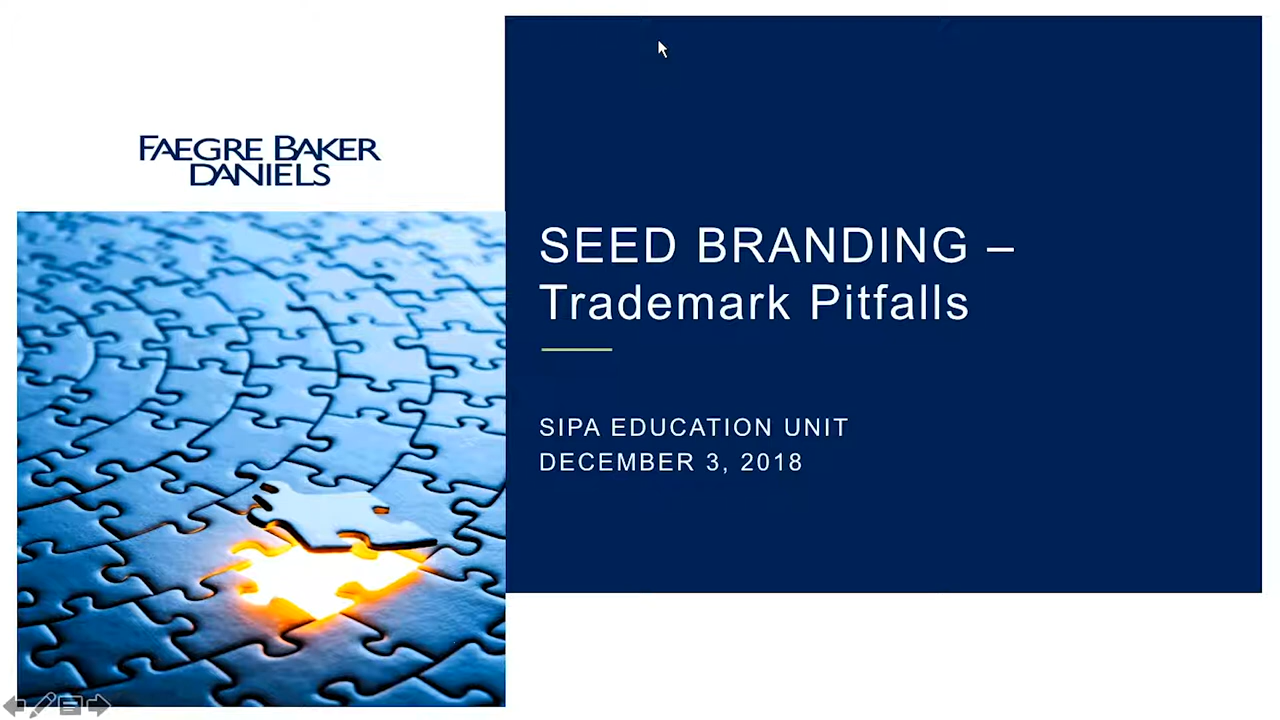 FAEGRE BAKER
DANIELS
SEED BRANDING –
Trademark Pitfalls
SIPA EDUCATION UNIT
DECEMBER 3, 2018